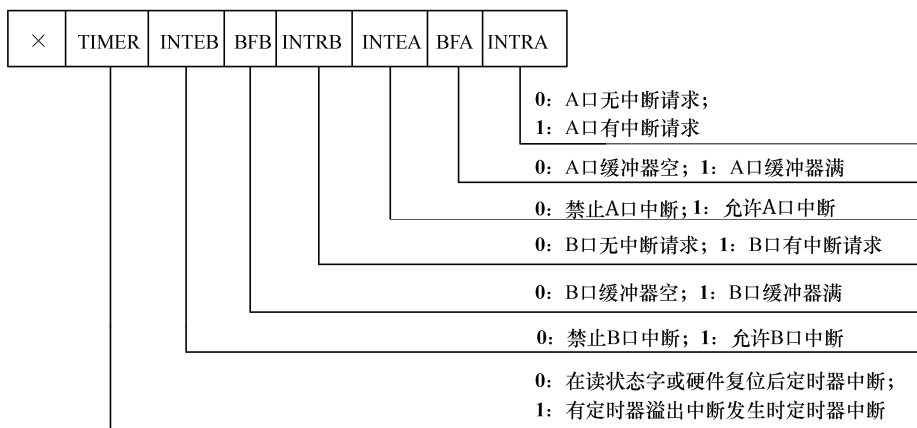 × TIMER INTEB BFB INTRB INTEA BFA INTRA
0：A口无中断请求；
1：A口有中断请求
0：A口缓冲器空；1：A口缓冲器满
0：禁止A口中断；1：允许A口中断
0：B口无中断请求；1：B口有中断请求
0：B口缓冲器空；1：B口缓冲器满
0：禁止B口中断；1：允许B口中断
0：在读状态字或硬件复位后定时器中断；
1：有定时器溢出中断发生时定时器中断